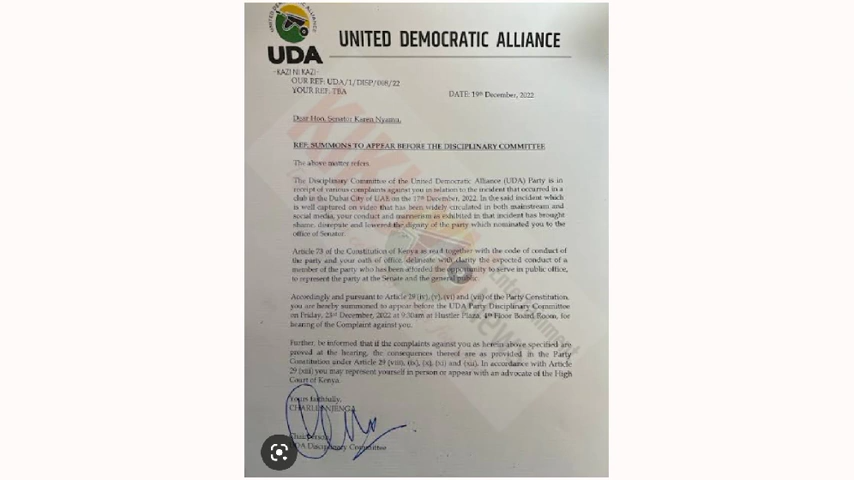 UNITED DEMOCRATIC ALLIANCE
UDA
UNITED DEMOCRATIC ALLIANCE
-KAZI NI KAZI-
OUR REF: UDA/1/DISP/008/22
YOUR REF: TBA
DATE: 19th December, 2022
Dear Hon. Senator Karen Nyamu,
REF: SUMMONS TO APPEAR BEFORE THE DISCIPLINARY COMMITTEE
The above matter refers.
The Disciplinary Committee of the United Democratic Alliance (UDA) Party is in
receipt of various complaints against you in relation to the incident that occurred in a
club in the Dubai City of UAE on the 17th December, 2022. In the said incident which
is well captured on video that has been widely circulated in both mainstream and
social media, your conduct and mannerism as exhibited in that incident has brought
shame, disrepute and lowered the dignity of the party which nominated you to the
office of Senator.
Article 73 of the Constitution of Kenya as read together with the code of conduct of
the party and your oath of office, delineate with clarity the expected conduct of a
member of the party who has been afforded the opportunity to serve in public office,
to represent the party at the Senate and the general public.
Accordingly and pursuant to Article 29 (iv), (v), (vi) and (vii) of the Party Constitution,
you are hereby summoned to appear before the UDA Party Disciplinary Committee
on Friday, 23rd December, 2022 at 9:30am at Hustler Plaza, 4th Floor Board Room, for
hearing of the Complaint against you.
Further, be informed that if the complaints against you as herein above specified are
proved at the hearing, the consequences thereof are as provided in the Party
Constitution under Article 29 (viii), (ix), (x), (xi) and (xii). In accordance with Article
29 (xiii) you may represent yourself in person or appear with an advocate of the High
Court of Kenya.
Yours faithfully,
CHARLES NJENGA
Chairperson,
UDA Disciplinary Committee
Entertainment
News